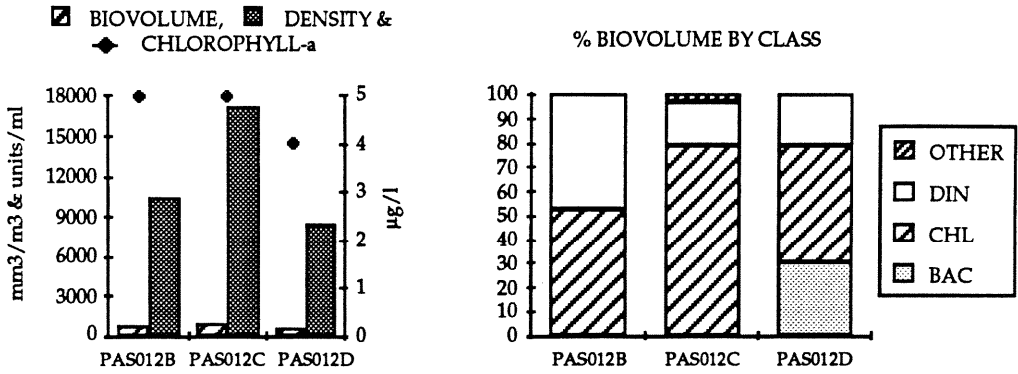 BIOVOLUME, DENSITY &
CHLOROPHYLL-a
18000
15000
12000
9000
6000
3000
0
mm3/m3 & units/ml
5
4
3
2
1
0
µg/l
PAS012B PAS012C PAS012D
% BIOVOLUME BY CLASS
100
90
80
70
60
50
40
30
20
10
0
PAS012B PAS012C PAS012D
OTHER
DIN
CHL
BAC